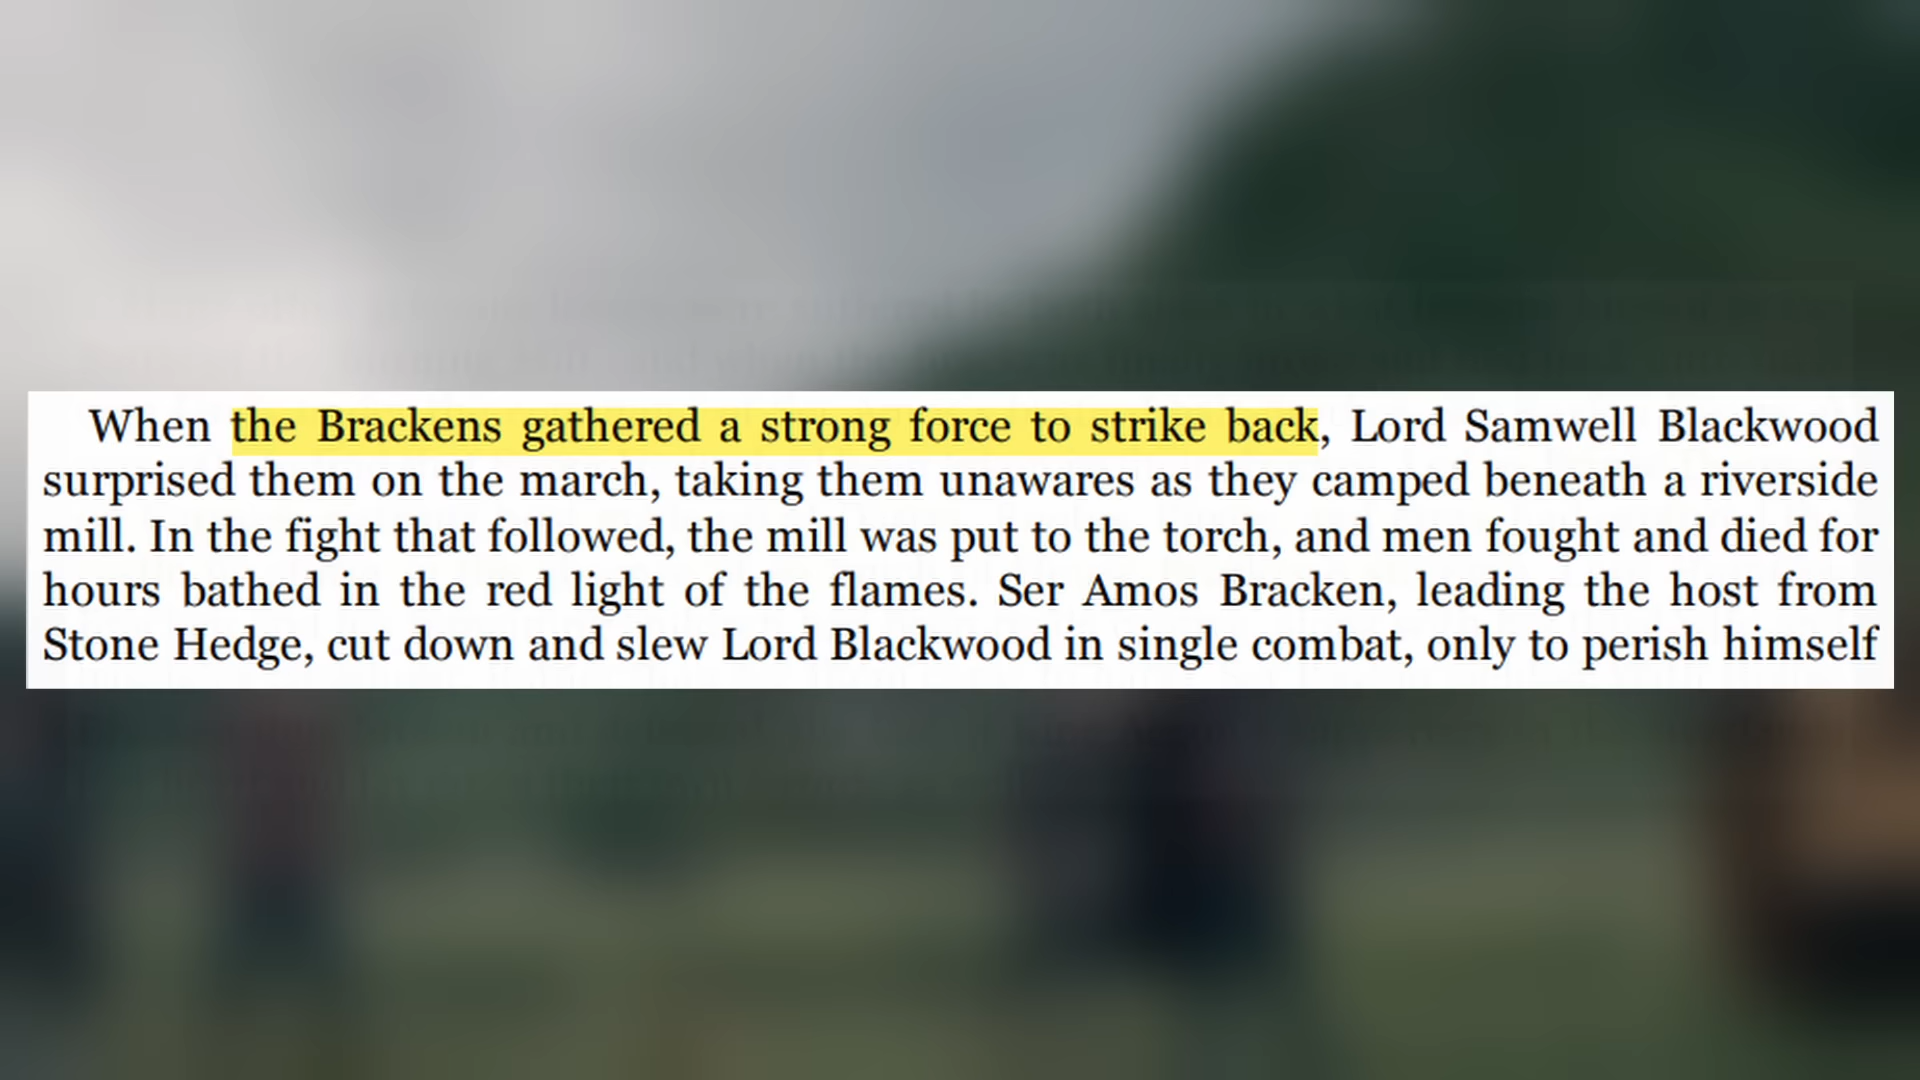 When the Brackens gathered a strong force to strike back, Lord Samwell Blackwood
surprised them on the march, taking them unawares as they camped beneath a riverside
mill. In the fight that followed, the mill was put to the torch, and men fought and died for
hours bathed in the red light of the flames. Ser Amos Bracken, leading the host from
Stone Hedge, cut down and slew Lord Blackwood in single combat, only to perish himself